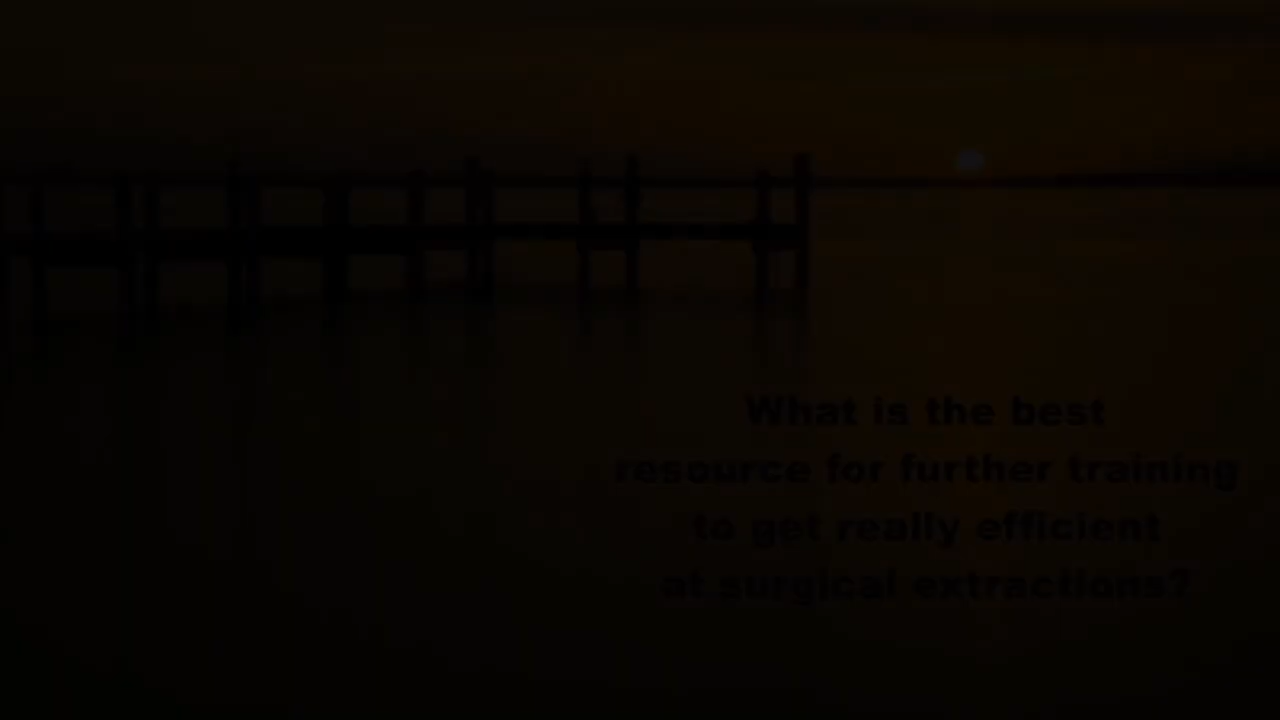 What is the best
resource for further training
to get really efficient
at surgical extractions?